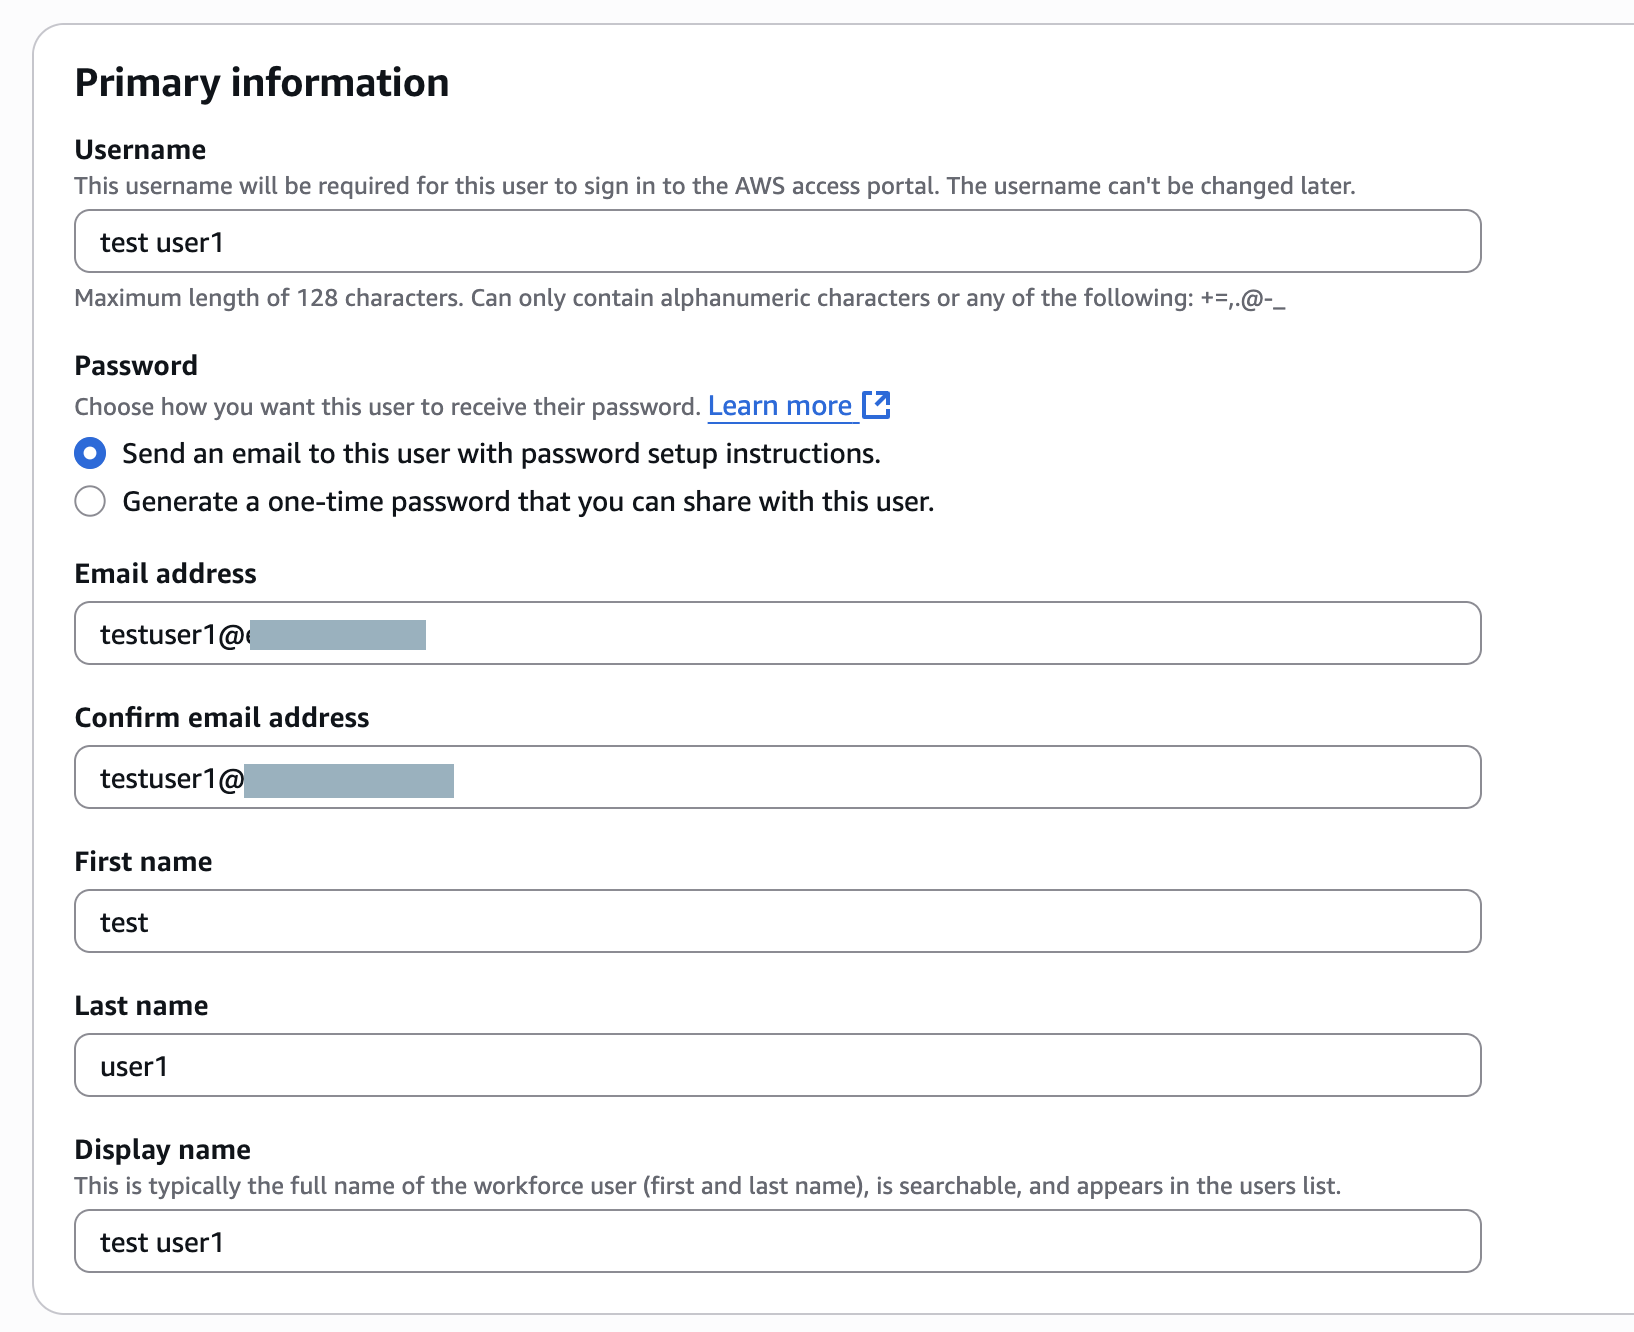 Primary information
Username
This username will be required for this user to sign in to the AWS access portal. The username can't be changed later.
test user1
Maximum length of 128 characters. Can only contain alphanumeric characters or any of the following: +=,.@-_
Password
Choose how you want this user to receive their password. Learn more
Send an email to this user with password setup instructions.
Generate a one-time password that you can share with this user.
Email address
testuser1@
Confirm email address
testuser1@
First name
test
Last name
user1
Display name
This is typically the full name of the workforce user (first and last name), is searchable, and appears in the users list.
test user1